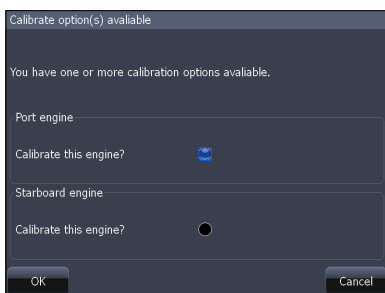 Calibrate option(s) avaliable
You have one or more calibration options avaliable.
Port engine
Calibrate this engine?
Starboard engine
Calibrate this engine?
OK
Cancel